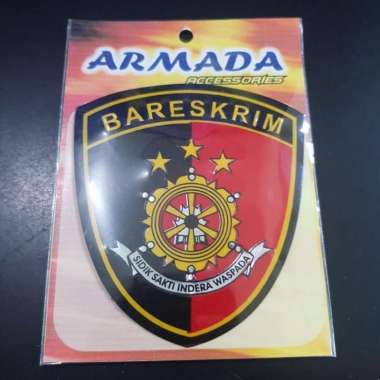 ARMADA
ACCESSORIES
BARESKRIM
SIDIK SAKTI INDERA WASPADA